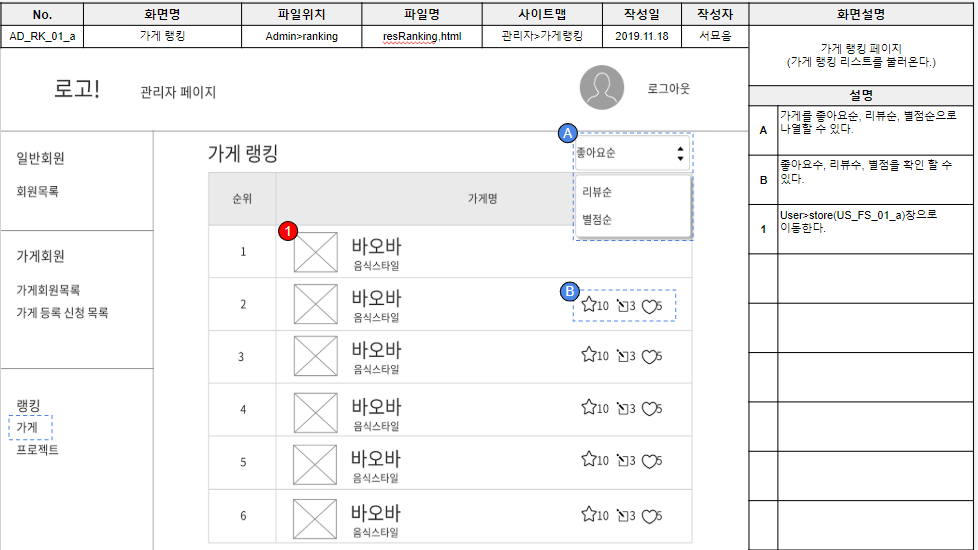 No. 화면명 파일위치 파일명 사이트맵 작성일 작성자 화면설명
AD_RK_01_a 가게 랭킹 Admin>ranking resRanking.html 관리자>가게랭킹 2019.11.18 서묘음
가게 랭킹 페이지
(가게 랭킹 리스트를 불러온다.)
설명
A 가게를 좋아요순, 리뷰순, 별점순으로
나열할 수 있다.
B 좋아요수, 리뷰수, 별점을 확인 할 수
있다.
1 User>store(US_FS_01_a)창으로
이동한다.
로고! 관리자 페이지 로그아웃
일반회원
회원목록
가게회원
가게회원목록
가게 등록 신청 목록
랭킹
가게
프로젝트
가게 랭킹
A
좋아요순
리뷰순
별점순
순위 가게명
1
1 바오바
음식스타일
B
2 바오바 10 3 5
음식스타일
3 바오바 10 3 5
음식스타일
4 바오바 10 3 5
음식스타일
5 바오바 10 3 5
음식스타일
6 바오바 10 3 5
음식스타일